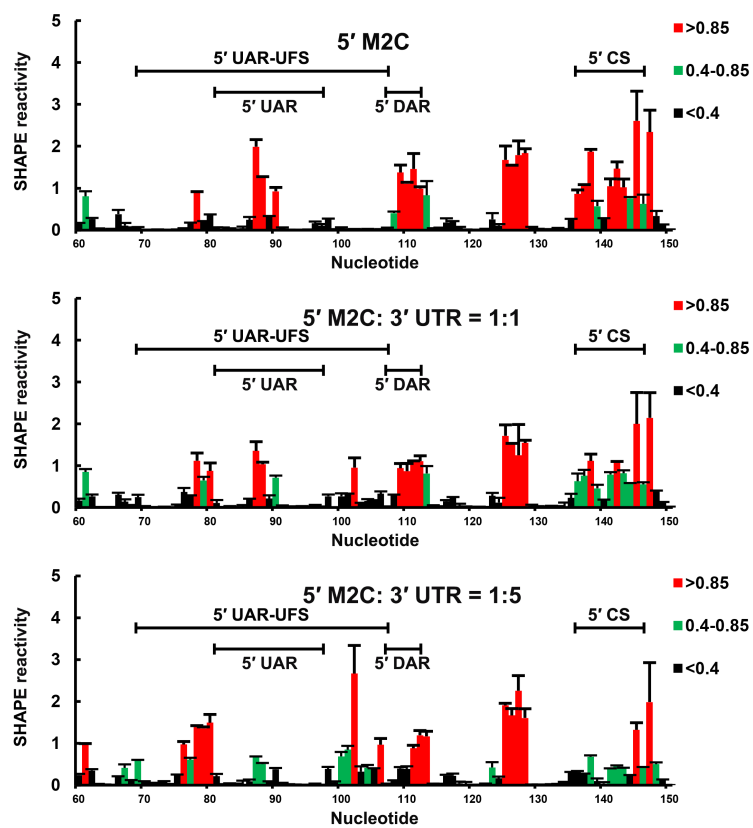 5′ M2C
SHAPE reactivity
5
4
3
2
1
0
5′ UAR-UFS
5′ UAR
5′ DAR
5′ CS
>0.85
0.4-0.85
<0.4
60 70 80 90 100 110 120 130 140 150
Nucleotide
5′ M2C: 3′ UTR = 1:1
SHAPE reactivity
5
4
3
2
1
0
5′ UAR-UFS
5′ UAR
5′ DAR
5′ CS
>0.85
0.4-0.85
<0.4
60 70 80 90 100 110 120 130 140 150
Nucleotide
5′ M2C: 3′ UTR = 1:5
SHAPE reactivity
5
4
3
2
1
0
5′ UAR-UFS
5′ UAR
5′ DAR
5′ CS
>0.85
0.4-0.85
<0.4
60 70 80 90 100 110 120 130 140 150
Nucleotide